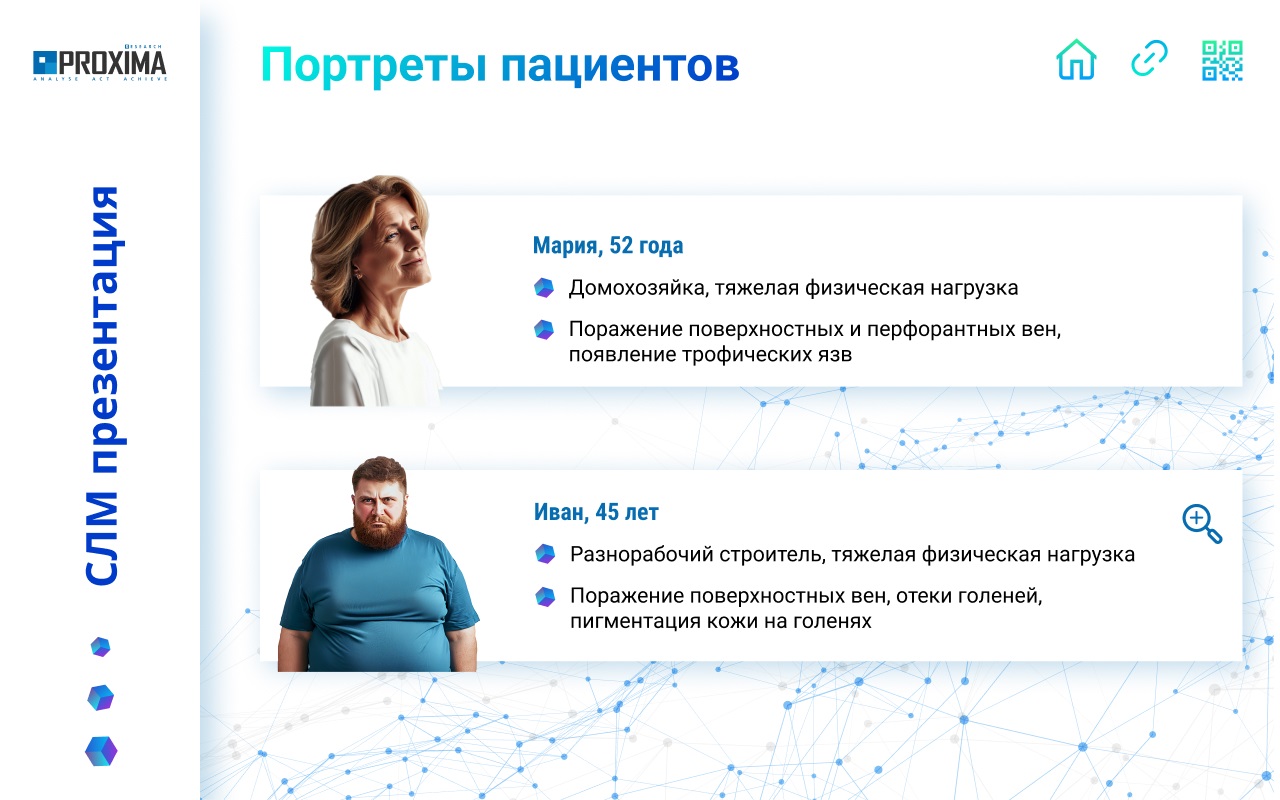 RESEARCH
PROXIMA
ANALYSE ACT ACHIEVE
СЛМ презентация
Портреты пациентов
Мария, 52 года
Домохозяйка, тяжелая физическая нагрузка
Поражение поверхностных и перфорантных вен,
появление трофических язв
Иван, 45 лет
Разнорабочий строитель, тяжелая физическая нагрузка
Поражение поверхностных вен, отеки голеней,
пигментация кожи на голенях